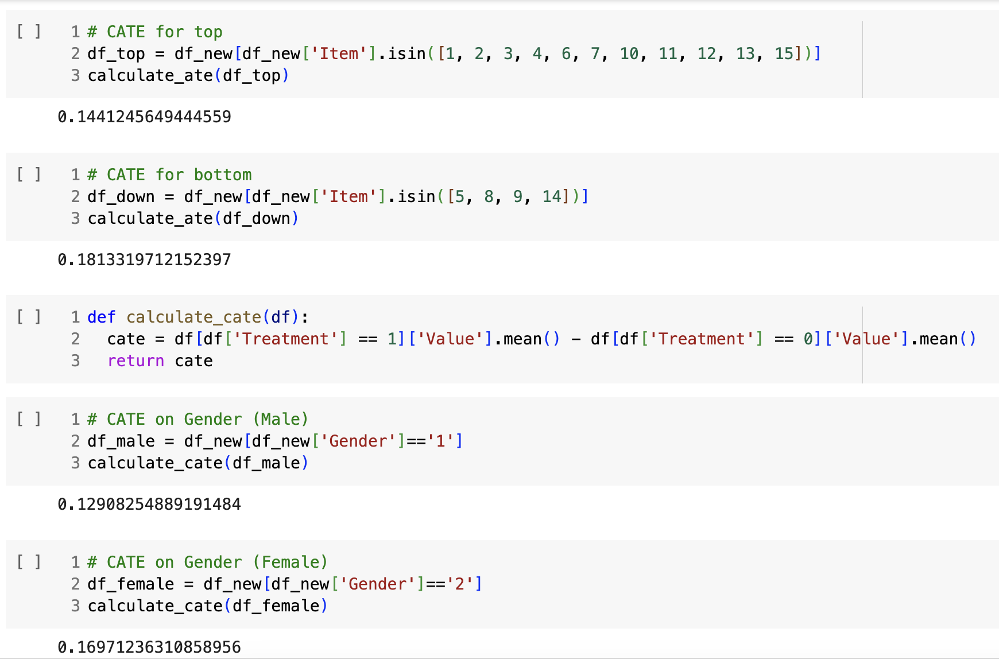 [ ] 1 # CATE for top
2 df_top = df_new[df_new['Item'].isin([1, 2, 3, 4, 6, 7, 10, 11, 12, 13, 15])]
3 calculate_ate(df_top)
0.1441245649444559
[ ] 1 # CATE for bottom
2 df_down = df_new[df_new['Item'].isin([5, 8, 9, 14])]
3 calculate_ate(df_down)
0.1813319712152397
[ ] 1 def calculate_cate(df):
2   cate = df[df['Treatment'] == 1]['Value'].mean() - df[df['Treatment'] == 0]['Value'].mean()
3   return cate
[ ] 1 # CATE on Gender (Male)
2 df_male = df_new[df_new['Gender']=='1']
3 calculate_cate(df_male)
0.12908254889191484
[ ] 1 # CATE on Gender (Female)
2 df_female = df_new[df_new['Gender']=='2']
3 calculate_cate(df_female)
0.16971236310858956